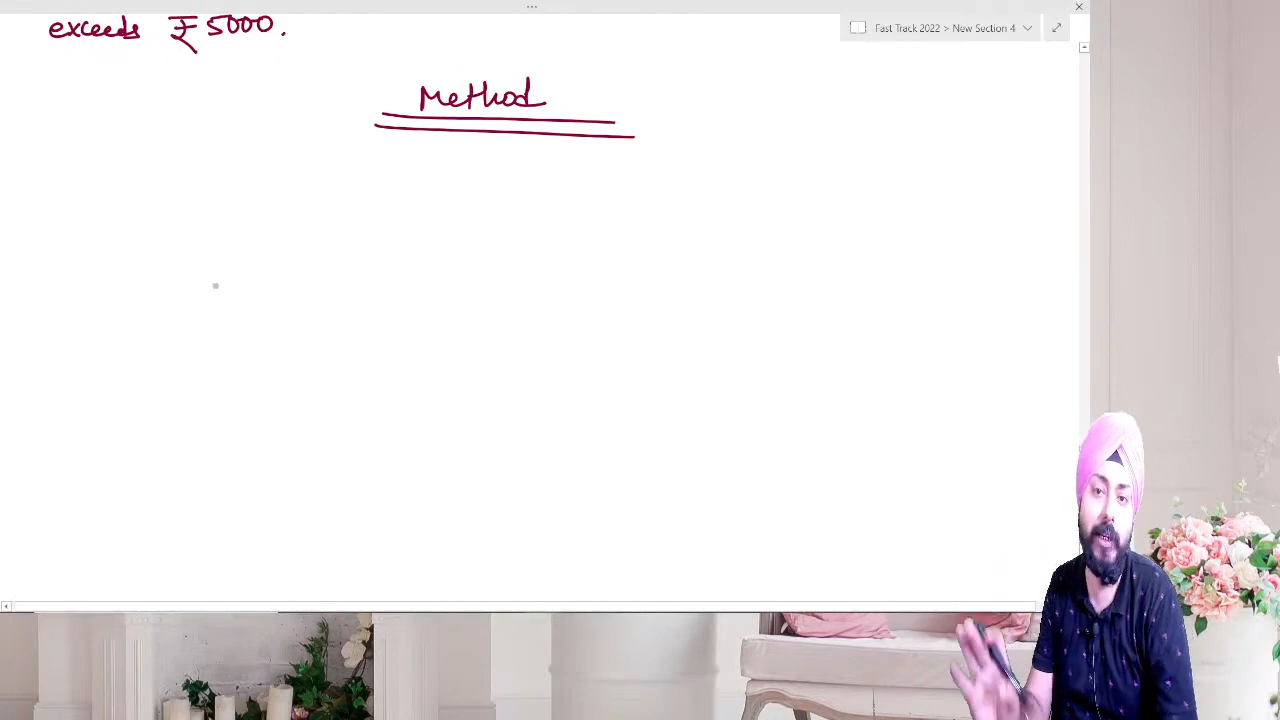 exceeds ₹ 5000.
Fast Track 2022 > New Section 4
Method